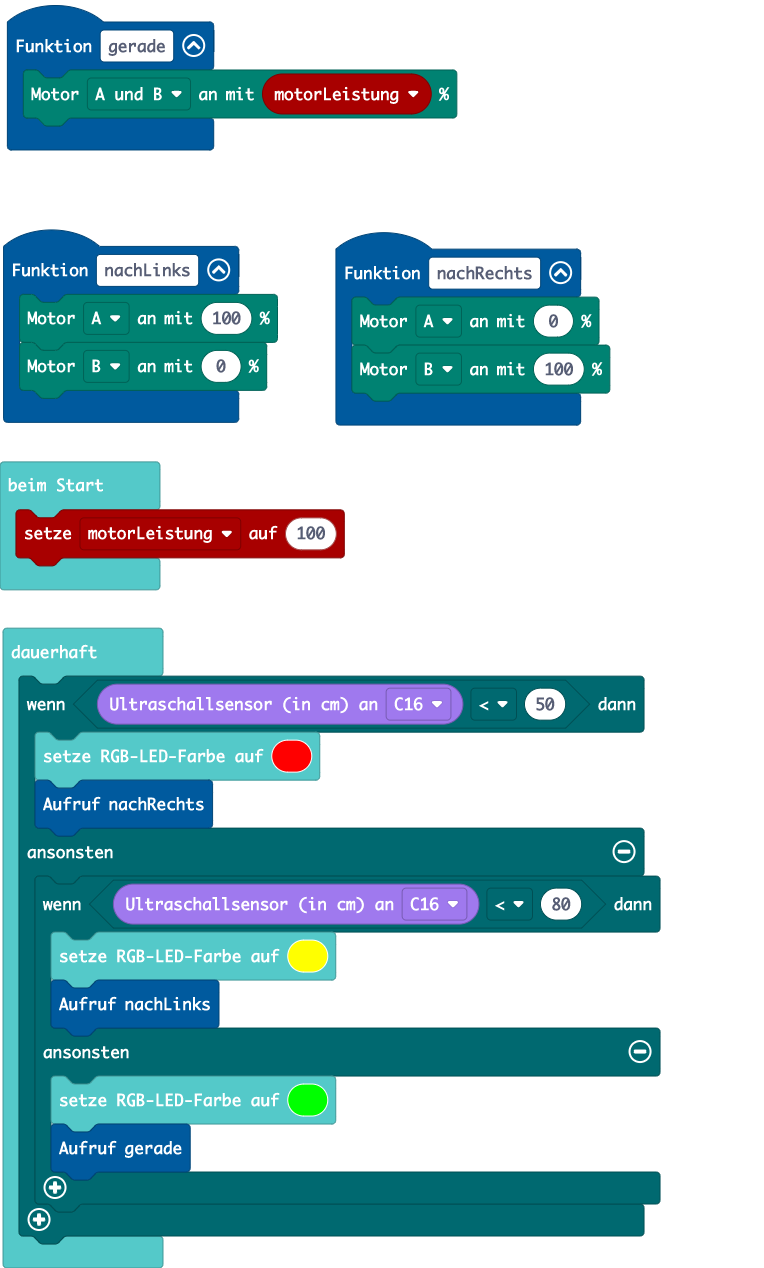 Funktion gerade
Motor A und B an mit motorLeistung %
Funktion nachLinks
Motor A an mit 100 %
Motor B an mit 0 %
Funktion nachRechts
Motor A an mit 0 %
Motor B an mit 100 %
beim Start
setze motorLeistung auf 100
dauerhaft
wenn Ultraschallsensor (in cm) an C16 < 50 dann
setze RGB-LED-Farbe auf
Aufruf nachRechts
ansonsten
wenn Ultraschallsensor (in cm) an C16 < 80 dann
setze RGB-LED-Farbe auf
Aufruf nachLinks
ansonsten
setze RGB-LED-Farbe auf
Aufruf gerade